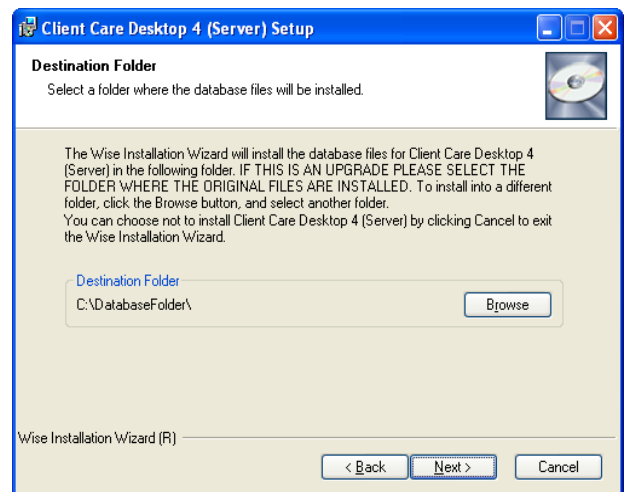 Client Care Desktop 4 (Server) Setup
Destination Folder
Select a folder where the database files will be installed.
The Wise Installation Wizard will install the database files for Client Care Desktop 4
(Server) in the following folder. IF THIS IS AN UPGRADE PLEASE SELECT THE
FOLDER WHERE THE ORIGINAL FILES ARE INSTALLED. To install into a different
folder, click the Browse button, and select another folder.
You can choose not to install Client Care Desktop 4 (Server) by clicking Cancel to exit
the Wise Installation Wizard.
Destination Folder
C:\DatabaseFolder\
Browse
Wise Installation Wizard (R)
< Back
Next >
Cancel